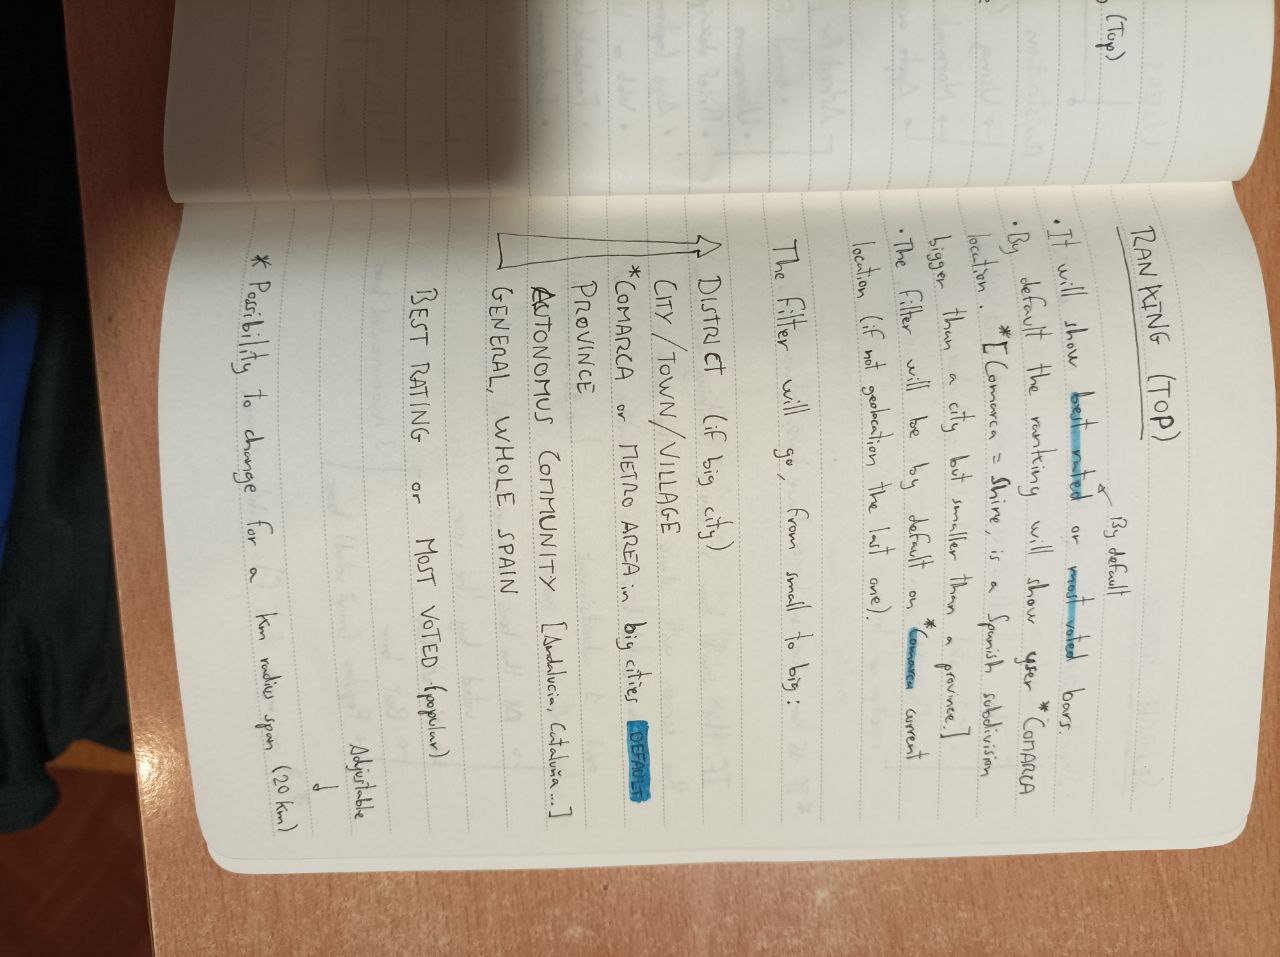 (Top)
RANKING (TOP)
By default
• It will show best rated or most voted bars.
• By default the ranking will show user *COMARCA
location. *[Comarca = Shire, is a Spanish subdivision
bigger than a city but smaller than a province.]
• The filter will be by default on *Comarca current
location (if not geolocation the last one).
The filter will go, from small to big:
DISTRICT (if big city)
CITY/TOWN/VILLAGE
*COMARCA or METRO AREA in big cities DEFAULT
PROVINCE
AUTONOMUS COMMUNITY [Andalucía, Cataluña...]
GENERAL, WHOLE SPAIN
BEST RATING or MOST VOTED (popular)
Adjustable
* Possibility to change for a km radius span (20 km)